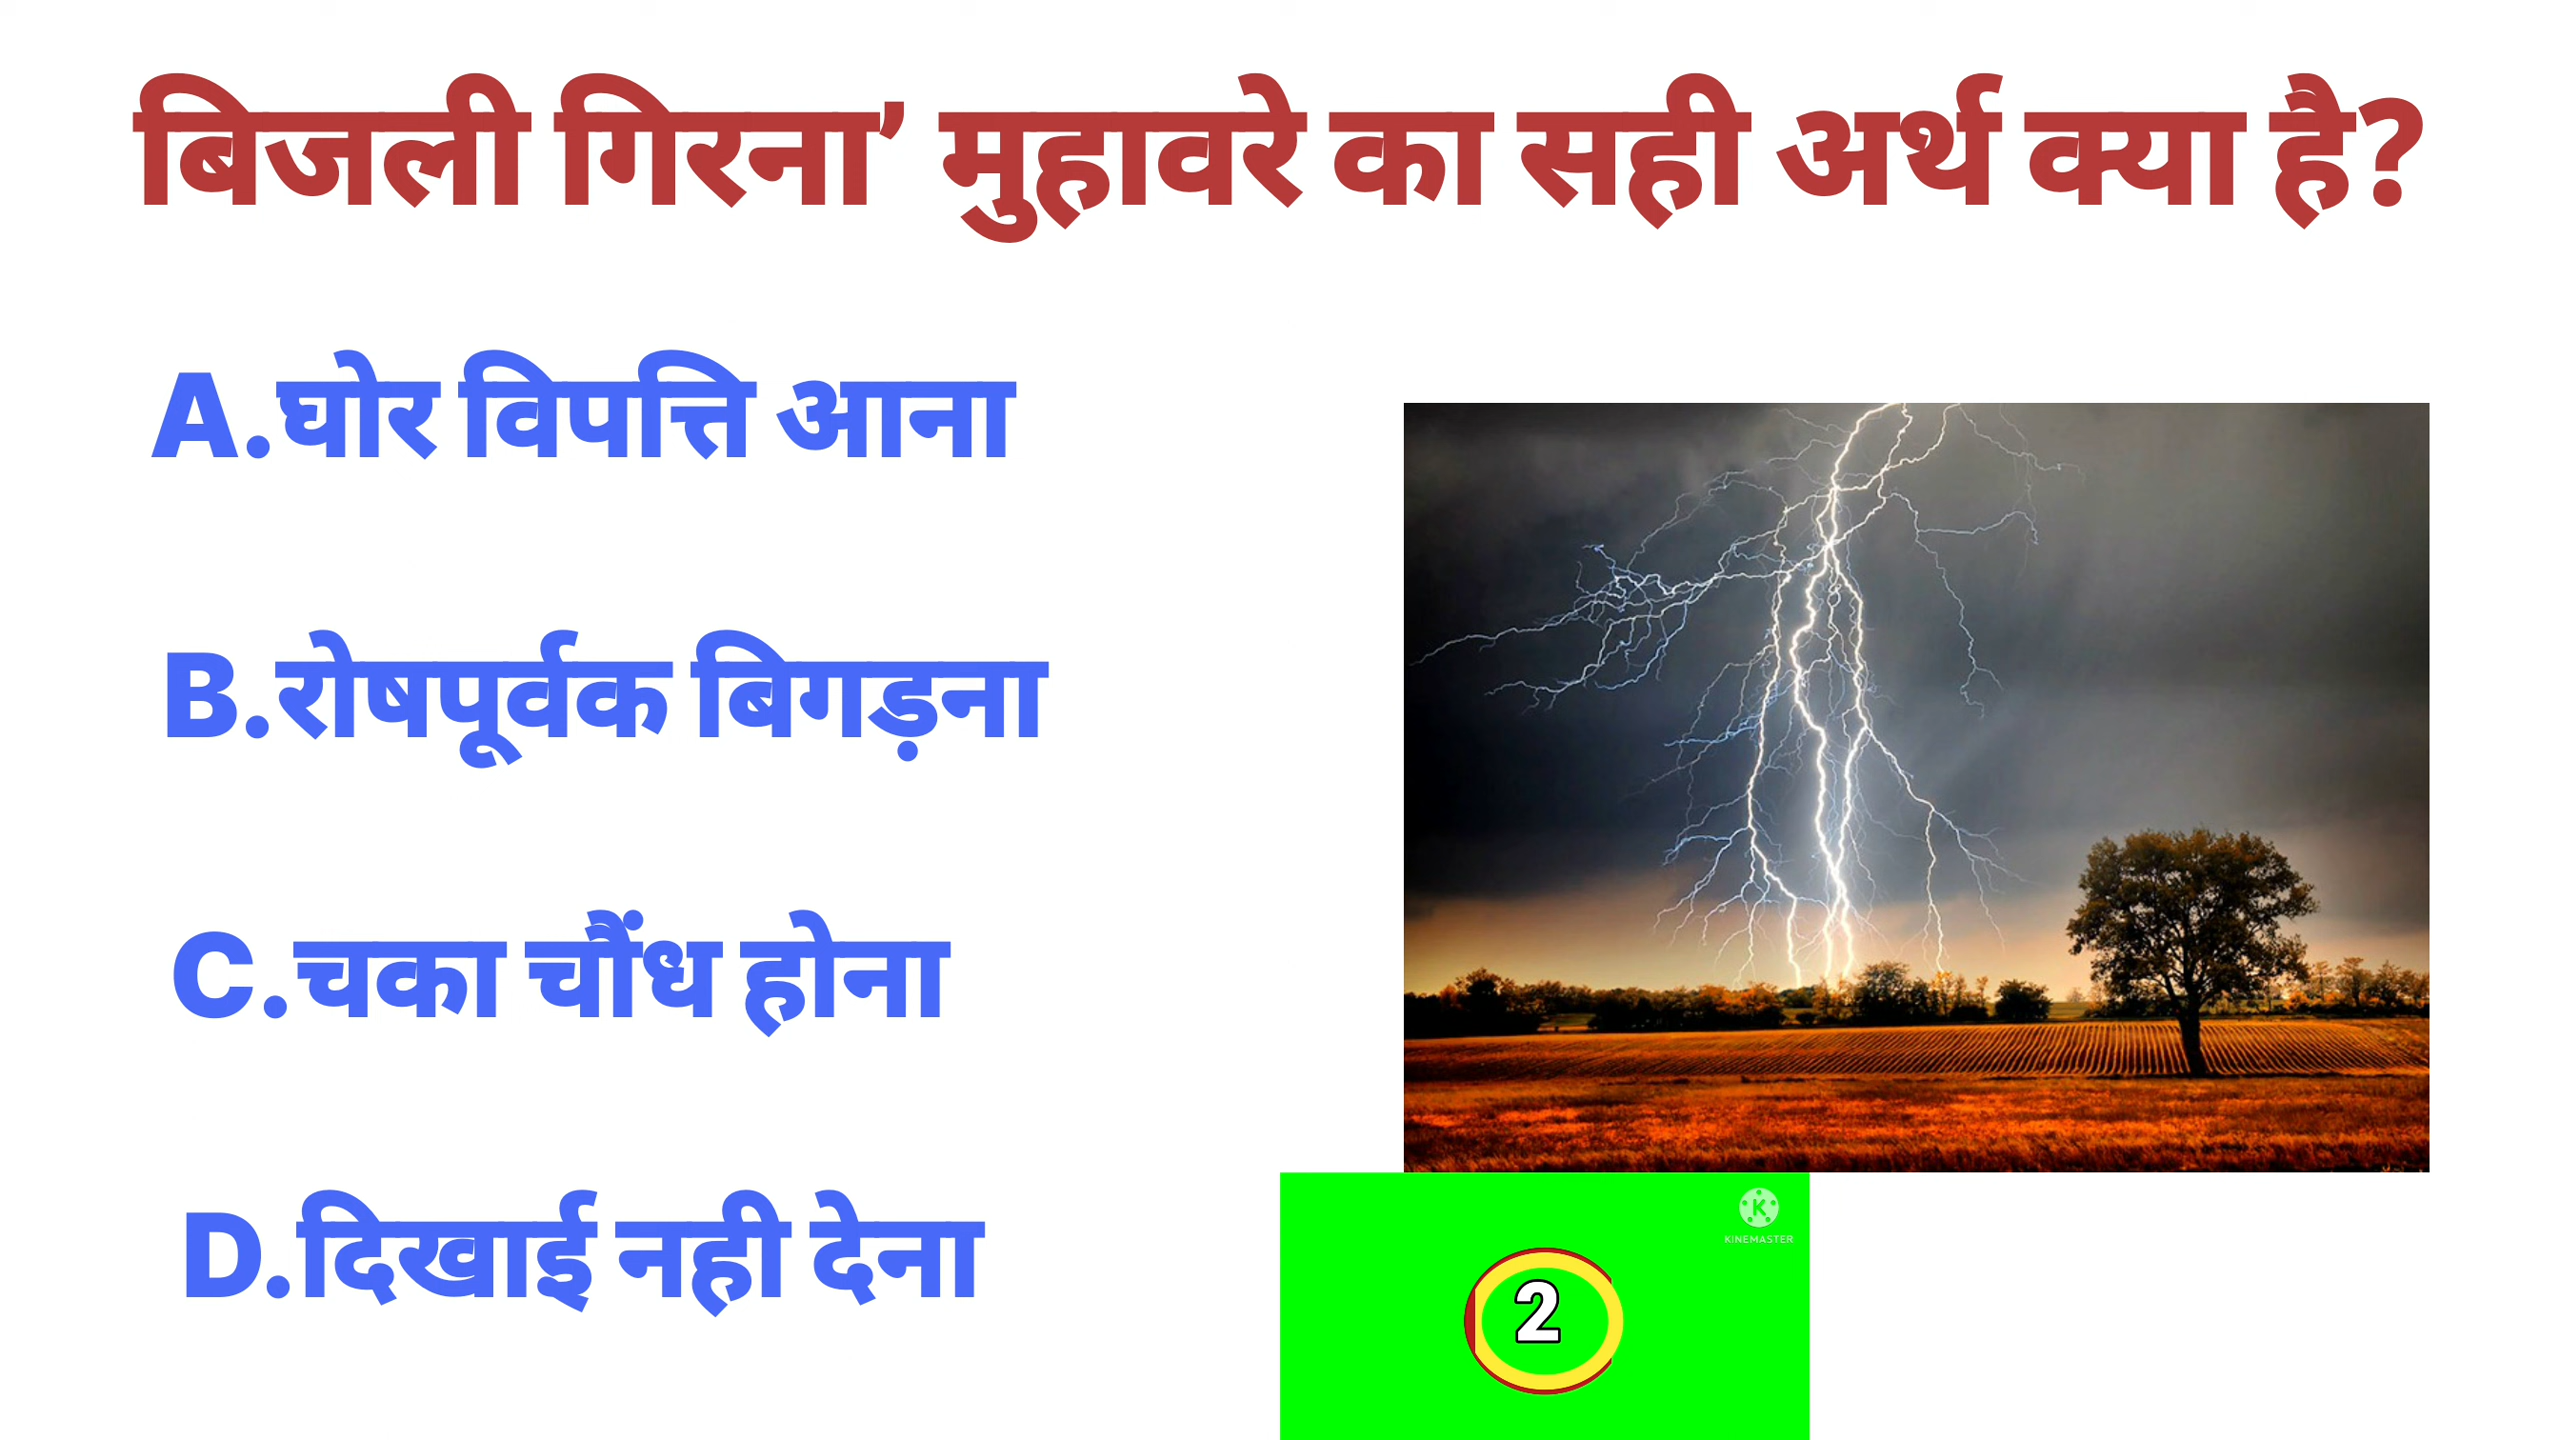 बिजली गिरना’ मुहावरे का सही अर्थ क्या है?
A.घोर विपत्ति आना
B.रोषपूर्वक बिगड़ना
C.चका चौंध होना
D.दिखाई नही देना
K
KINEMASTER
2